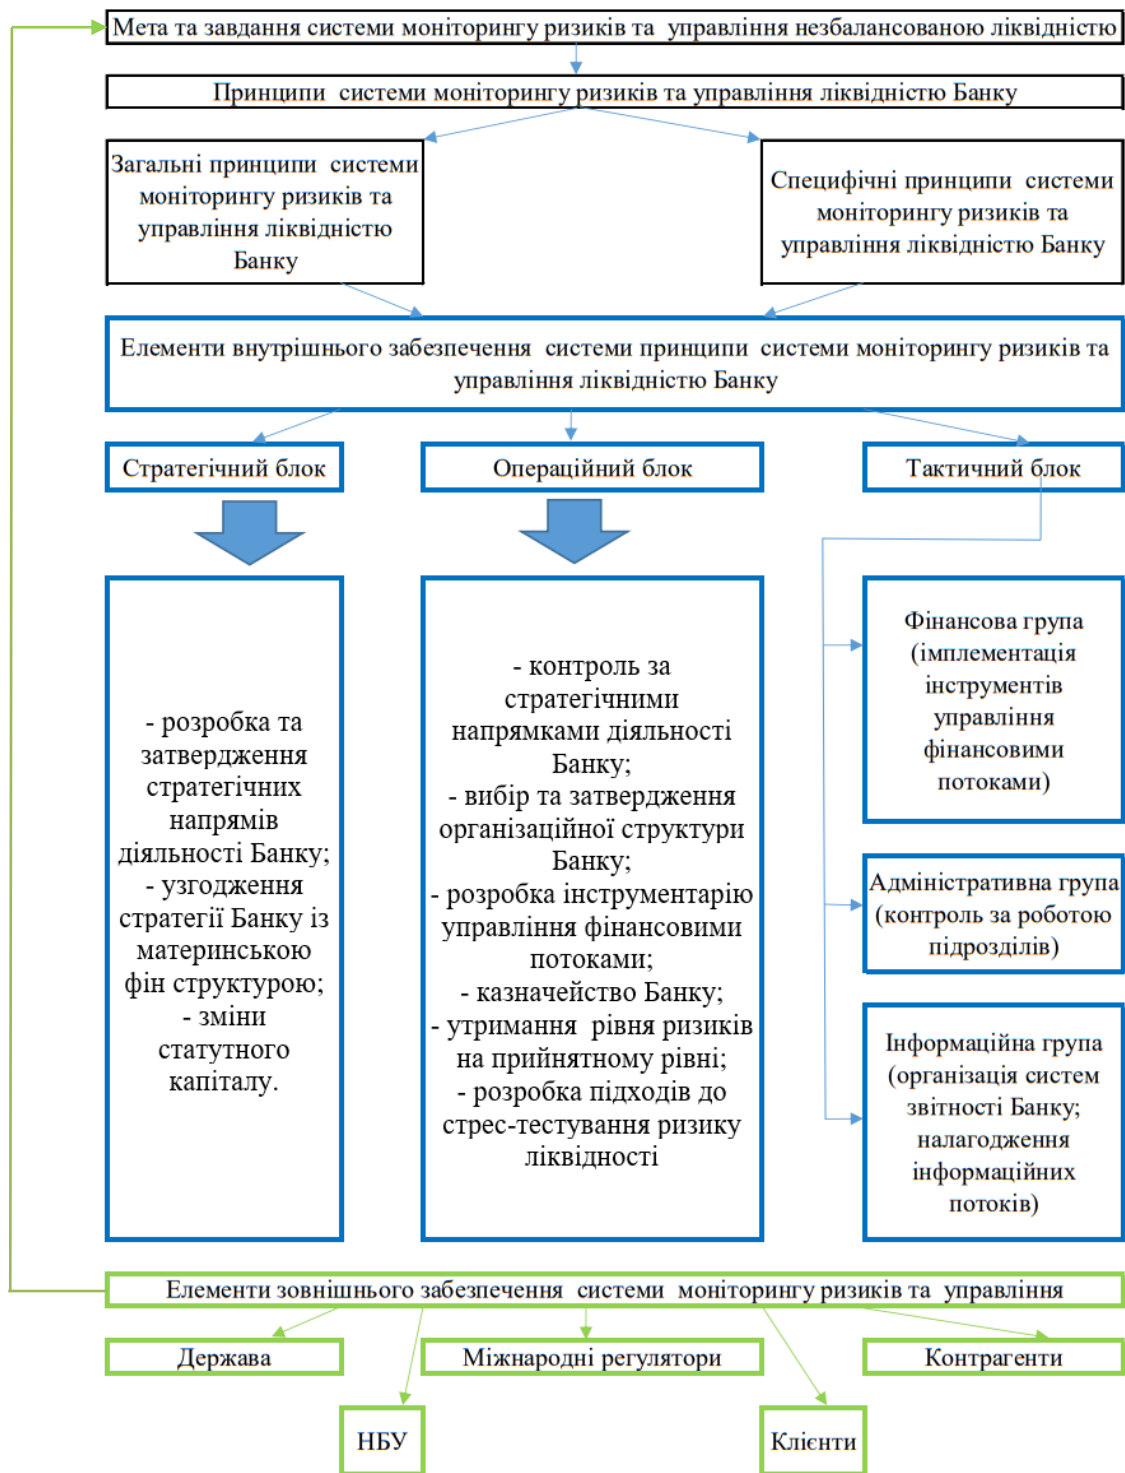 Мета та завдання системи моніторингу ризиків та управління незбалансованою ліквідністю
Принципи системи моніторингу ризиків та управління ліквідністю Банку
Загальні принципи системи
моніторингу ризиків та
управління ліквідністю
Банку
Специфічні принципи системи
моніторингу ризиків та
управління ліквідністю Банку
Елементи внутрішнього забезпечення системи принципи системи моніторингу ризиків та
управління ліквідністю Банку
Стратегічний блок
Операційний блок
Тактичний блок
- розробка та
затвердження
стратегічних
напрямів
діяльності Банку;
- узгодження
стратегії Банку із
материнською
фін структурою;
- зміни
статутного
капіталу.
- контроль за
стратегічними
напрямками діяльності
Банку;
- вибір та затвердження
організаційної структури
Банку;
- розробка інструментарію
управління фінансовими
потоками;
- казначейство Банку;
- утримання рівня ризиків
на прийнятному рівні;
- розробка підходів до
стрес-тестування ризику
ліквідності
Фінансова група
(імплементація
інструментів
управління
фінансовими
потоками)
Адміністративна група
(контроль за роботою
підрозділів)
Інформаційна група
(організація систем
звітності Банку;
налагодження
інформаційних
потоків)
Елементи зовнішнього забезпечення системи моніторингу ризиків та управління
Держава
Міжнародні регулятори
Контрагенти
НБУ
Клієнти